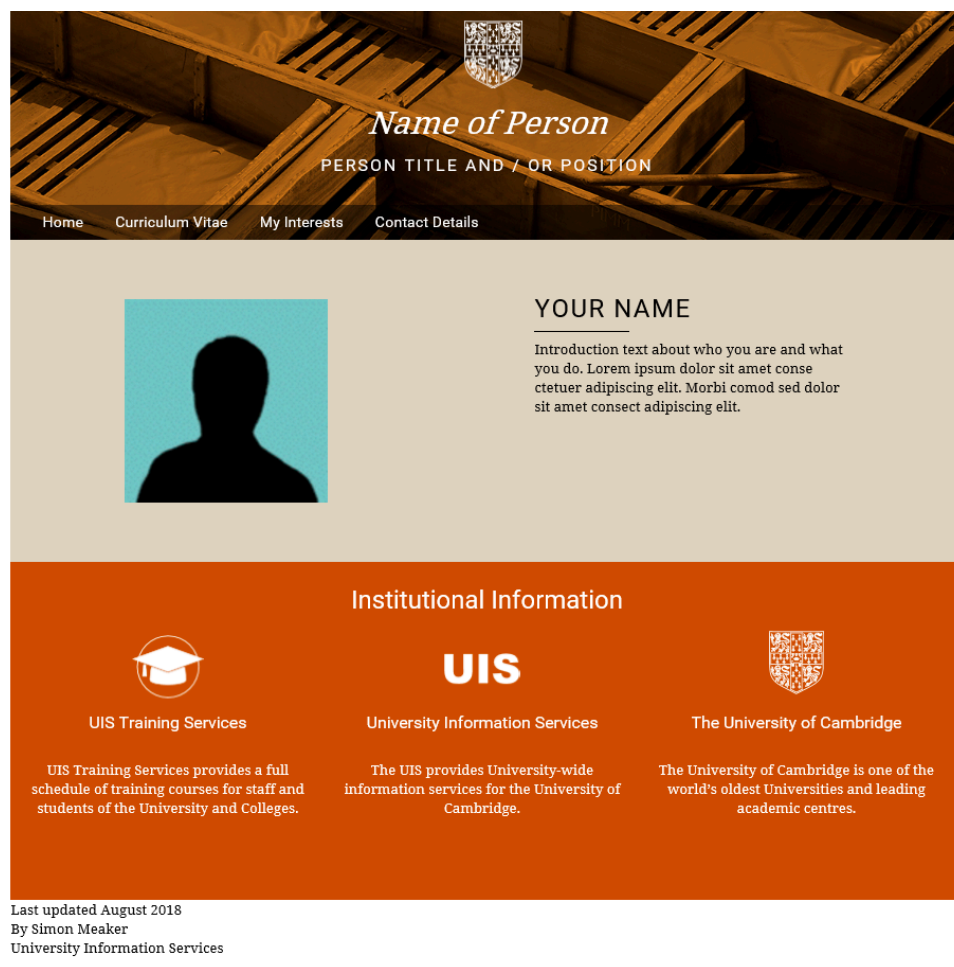 Name of Person
PERSON TITLE AND / OR POSITION
Home Curriculum Vitae My Interests Contact Details
YOUR NAME
Introduction text about who you are and what
you do. Lorem ipsum dolor sit amet conse
ctetuer adipiscing elit. Morbi comod sed dolor
sit amet consect adipiscing elit.
Institutional Information
UIS Training Services
UIS Training Services provides a full
schedule of training courses for staff and
students of the University and Colleges.
UIS
University Information Services
The UIS provides University-wide
information services for the University of
Cambridge.
The University of Cambridge
The University of Cambridge is one of the
world's oldest Universities and leading
academic centres.
Last updated August 2018
By Simon Meaker
University Information Services